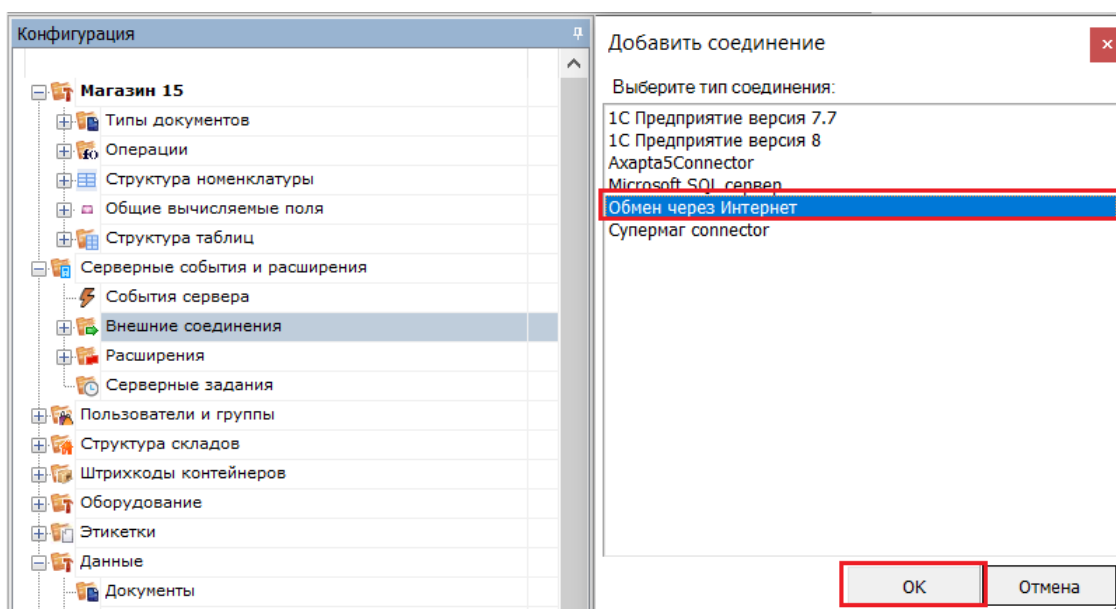 Конфигурация
Магазин 15
Типы документов
Операции
Структура номенклатуры
Общие вычисляемые поля
Структура таблиц
Серверные события и расширения
События сервера
Внешние соединения
Расширения
Серверные задания
Пользователи и группы
Структура складов
Штрихкоды контейнеров
Оборудование
Этикетки
Данные
Документы
Добавить соединение
Выберите тип соединения:
1С Предприятие версия 7.7
1С Предприятие версия 8
Axapta5Connector
Microsoft SQL сервер
Обмен через Интернет
Супермаг connector
ОК
Отмена